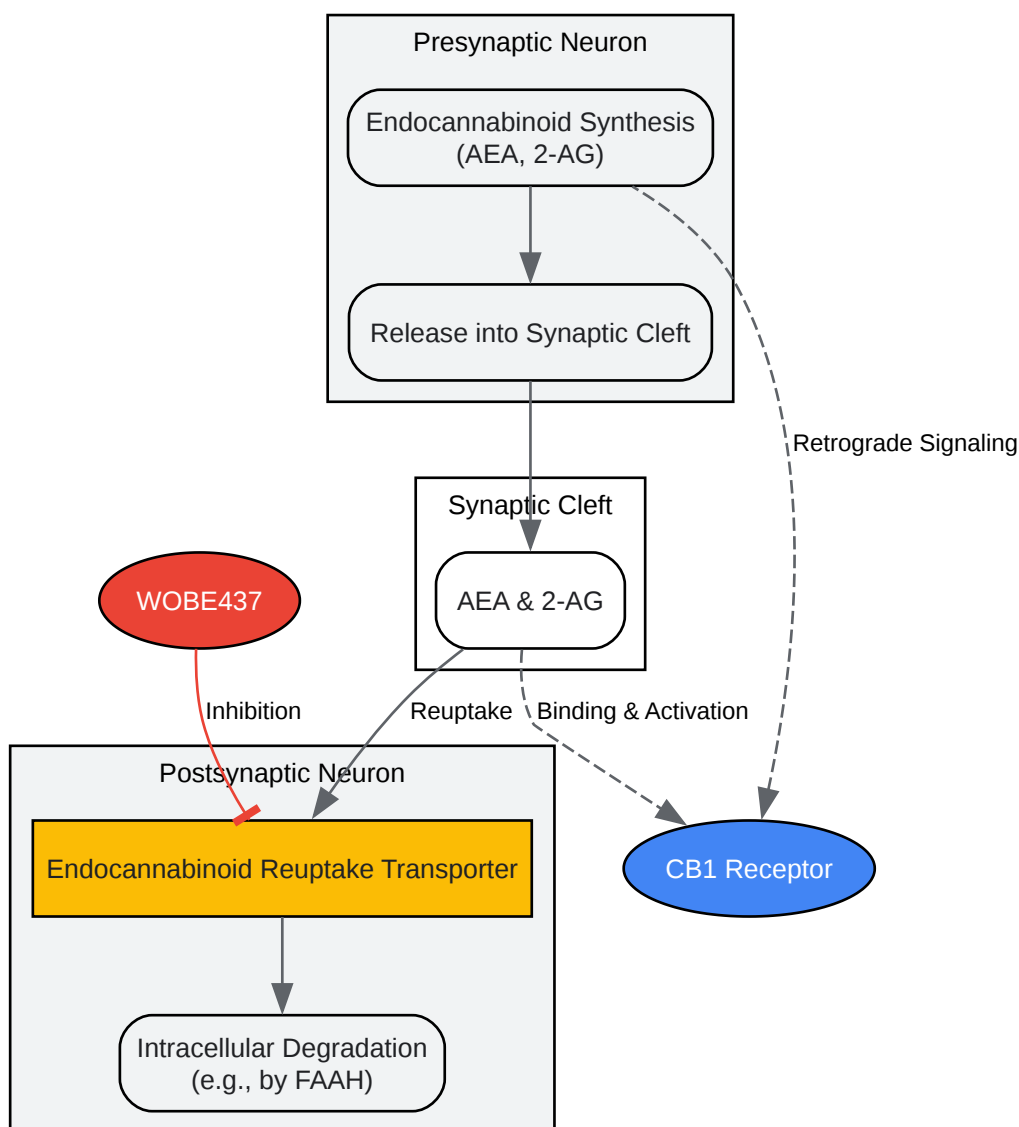 Presynaptic Neuron
Endocannabinoid Synthesis
(AEA, 2-AG)
Release into Synaptic Cleft
Retrograde Signaling
Synaptic Cleft
AEA & 2-AG
WOBE437
Inhibition
Reuptake
Binding & Activation
Postsynaptic Neuron
Endocannabinoid Reuptake Transporter
CB1 Receptor
Intracellular Degradation
(e.g., by FAAH)